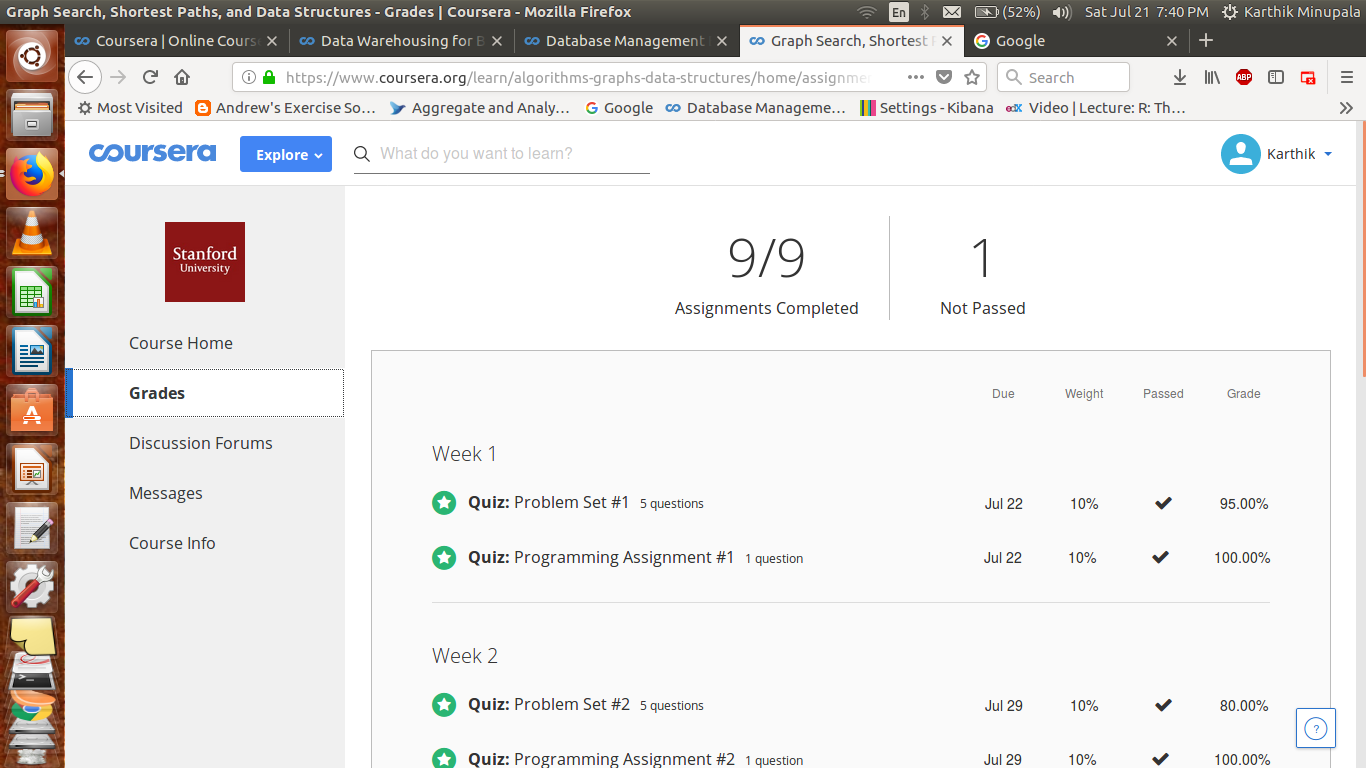 Graph Search, Shortest Paths, and Data Structures - Grades | Coursera - Mozilla Firefox
En
(52%)
Sat Jul 21 7:40 PM
Karthik Minupala
Coursera | Online Cours
Data Warehousing for B
Database Management
Graph Search, Shortest P
Google
https://www.coursera.org/learn/algorithms-graphs-data-structures/home/assignme
Search
ABP
Most Visited
Andrew's Exercise So...
Aggregate and Analy...
Google
Database Manageme...
Settings - Kibana
edX
Video | Lecture: R: Th...
coursera
Explore
What do you want to learn?
Karthik
Stanford
University
Course Home
Grades
Discussion Forums
Messages
Course Info
9/9
Assignments Completed
1
Not Passed
Due Weight Passed Grade
Week 1
Quiz: Problem Set #1 5 questions Jul 22 10% 95.00%
Quiz: Programming Assignment #1 1 question Jul 22 10% 100.00%
Week 2
Quiz: Problem Set #2 5 questions Jul 29 10% 80.00%
Quiz: Programming Assignment #2 1 question Jul 29 10% 100.00%
?